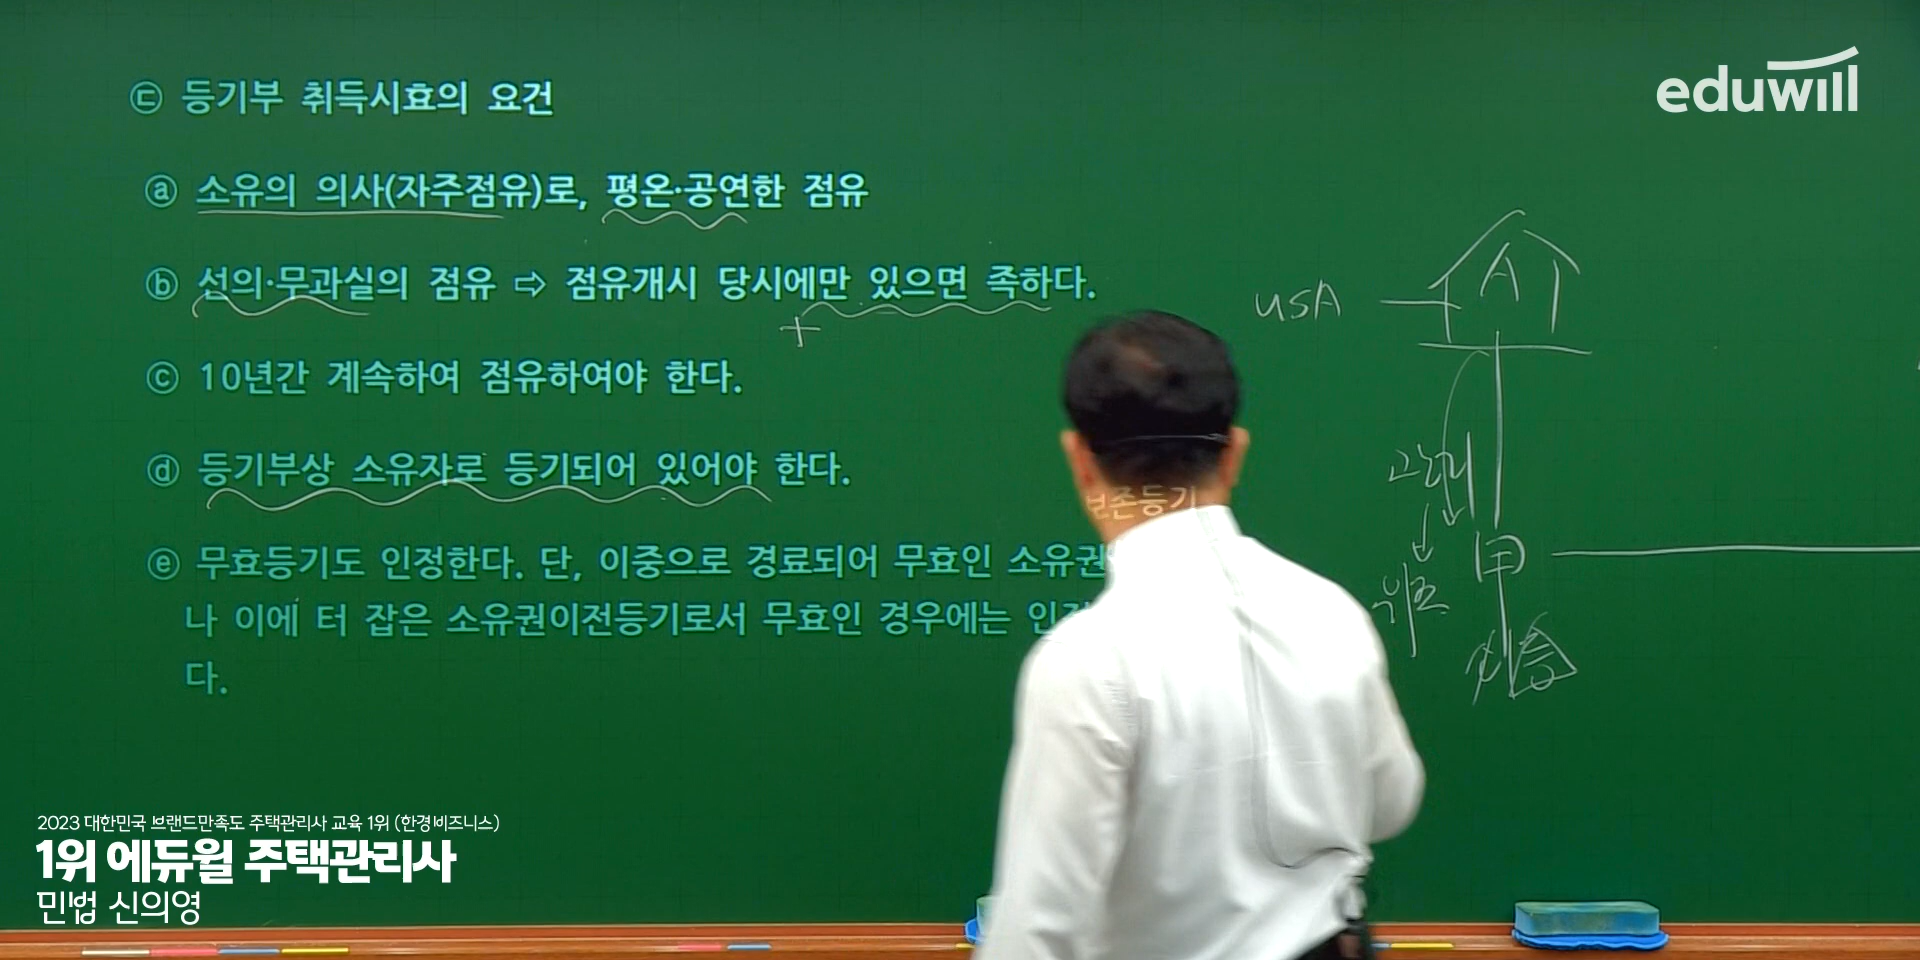 eduwill
㉢ 등기부 취득시효의 요건
ⓐ 소유의 의사(자주점유)로, 평온·공연한 점유
ⓑ 선의·무과실의 점유 ⇨ 점유개시 당시에만 있으면 족하다.
+
USA
A
ⓒ 10년간 계속하여 점유하여야 한다.
ⓓ 등기부상 소유자로 등기되어 있어야 한다.
관리
보존등기
甲
ⓔ 무효등기도 인정한다. 단, 이중으로 경료되어 무효인 소유권
위조
나 이에 터 잡은 소유권이전등기로서 무효인 경우에는
다.
2023 대한민국 브랜드만족도 주택관리사 교육 1위 (한경비즈니스)
1위 에듀윌 주택관리사
민법 신의영